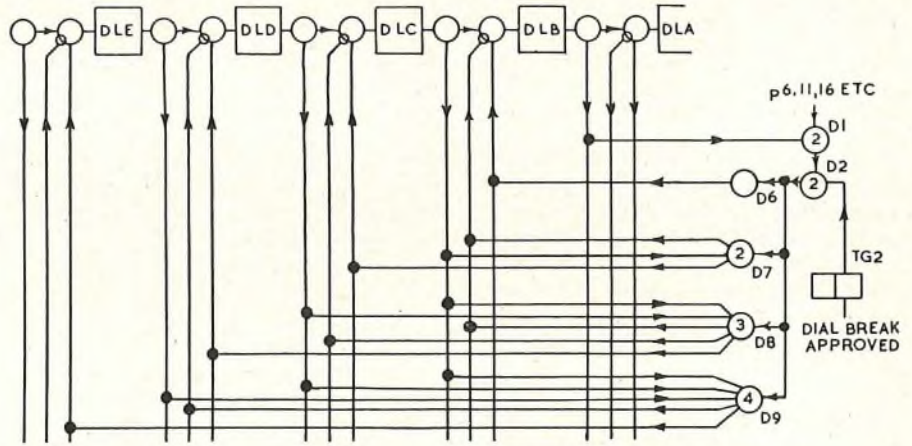 DLE
DLD
DLC
DLB
DLA
P6,11,16 ETC
D1
2
D2
2
D6
2
D7
TG2
3
D8
DIAL BREAK
APPROVED
4
D9